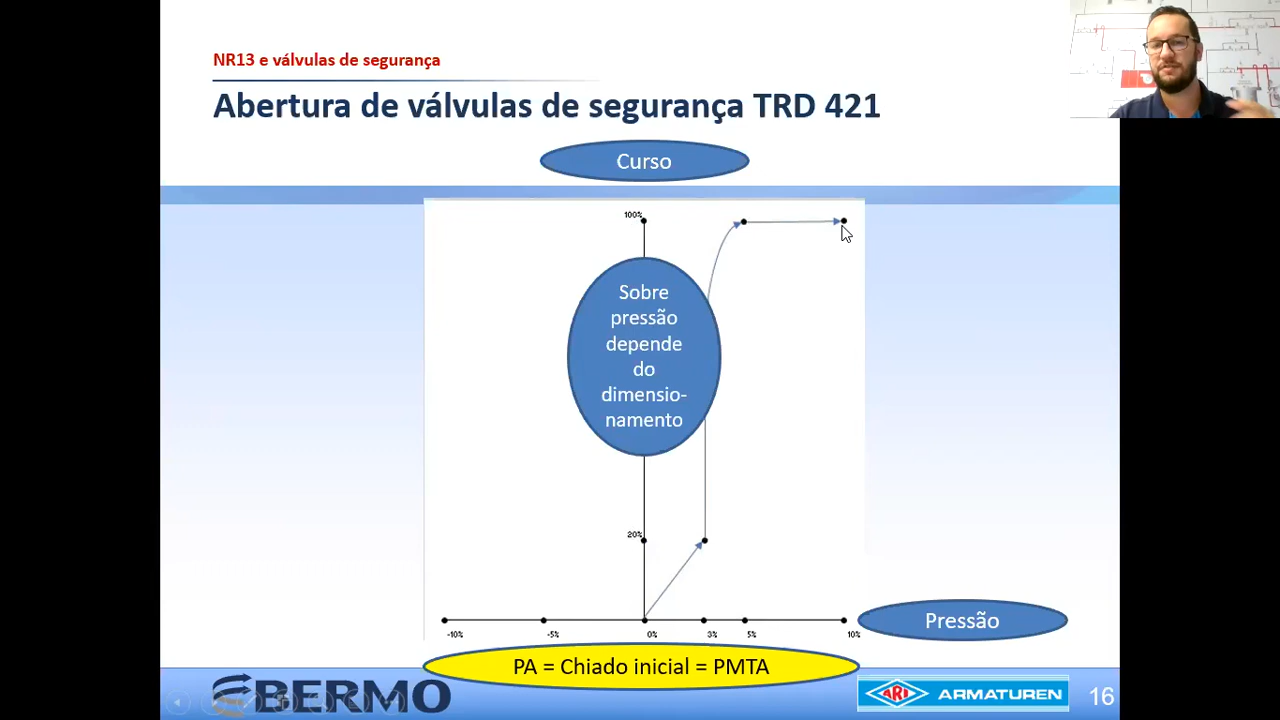 NR13 e válvulas de segurança
Abertura de válvulas de segurança TRD 421
Curso
100%
Sobre
pressão
depende
do
dimensio-
namento
20%
-10%
-5%
0%
3%
5%
10%
Pressão
PA = Chiado inicial = PMTA
BERMO
ARI ARMATUREN
16